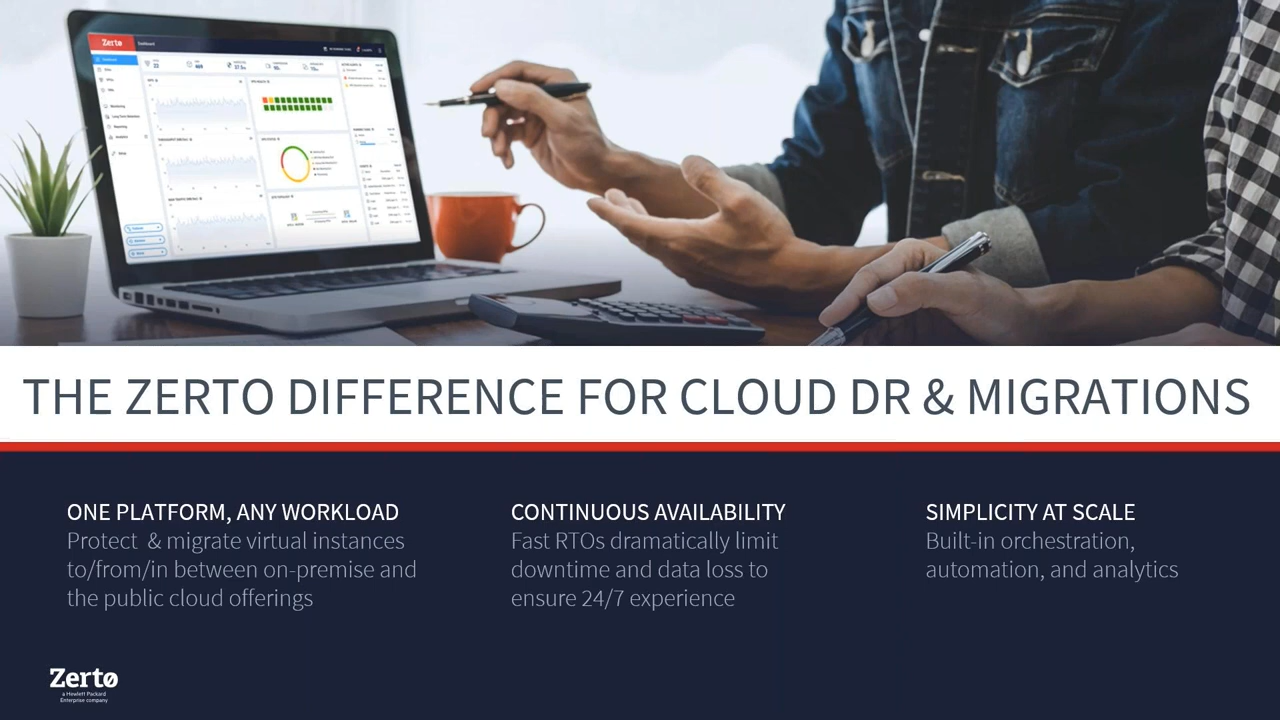 Zerto
Dashboard
THE ZERTO DIFFERENCE FOR CLOUD DR & MIGRATIONS
ONE PLATFORM, ANY WORKLOAD
Protect & migrate virtual instances
to/from/in between on-premise and
the public cloud offerings
CONTINUOUS AVAILABILITY
Fast RTOs dramatically limit
downtime and data loss to
ensure 24/7 experience
SIMPLICITY AT SCALE
Built-in orchestration,
automation, and analytics
Zerto
a Hewlett Packard
Enterprise company